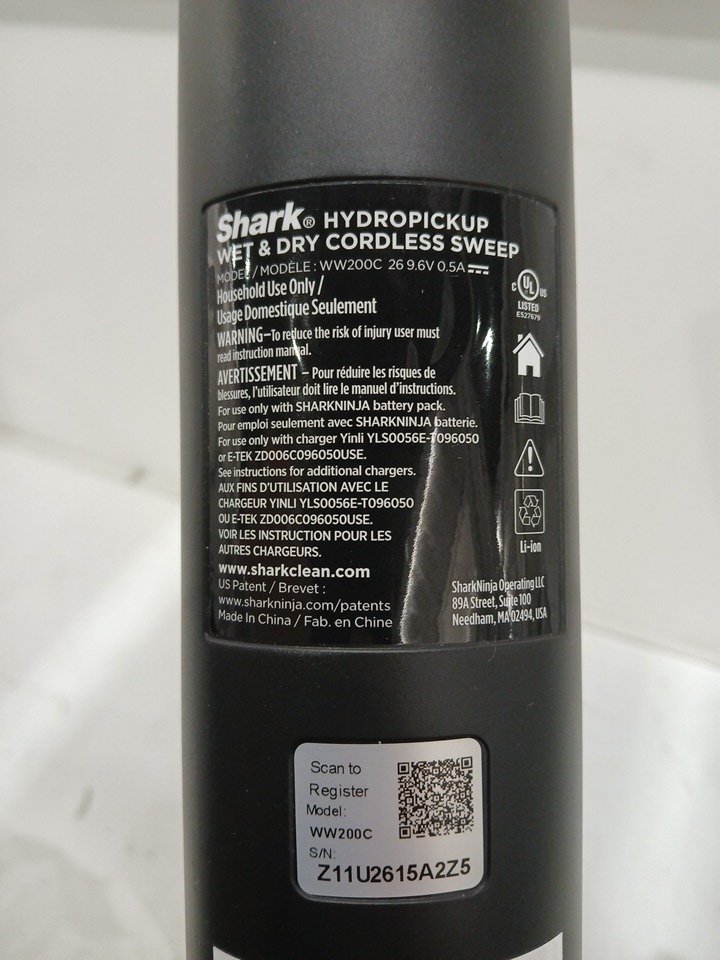 Shark® HYDROPICKUP
WET & DRY CORDLESS SWEEP
MODEL / MODÈLE : WW200C 26 9.6V 0.5A
Household Use Only /
Usage Domestique Seulement
WARNING–To reduce the risk of injury user must
read instruction manual.
AVERTISSEMENT – Pour réduire les risques de
blessures, l'utilisateur doit lire le manuel d'instructions.
For use only with SHARKNINJA battery pack.
Pour emploi seulement avec SHARKNINJA batterie.
For use only with charger Yinli YLS0056E-T096050
or E-TEK ZD006C096050USE.
See instructions for additional chargers.
AUX FINS D'UTILISATION AVEC LE
CHARGEUR YINLI YLS0056E-T096050
OU E-TEK ZD006C096050USE.
VOIR LES INSTRUCTION POUR LES
AUTRES CHARGEURS.
www.sharkclean.com
US Patent / Brevet :
www.sharkninja.com/patents
Made In China / Fab. en Chine
C UL US
LISTED
E527679
Li-ion
SharkNinja Operating LLC
89A Street, Suite 100
Needham, MA 02494, USA
Scan to
Register
Model:
WW200C
S/N:
Z11U2615A2Z5